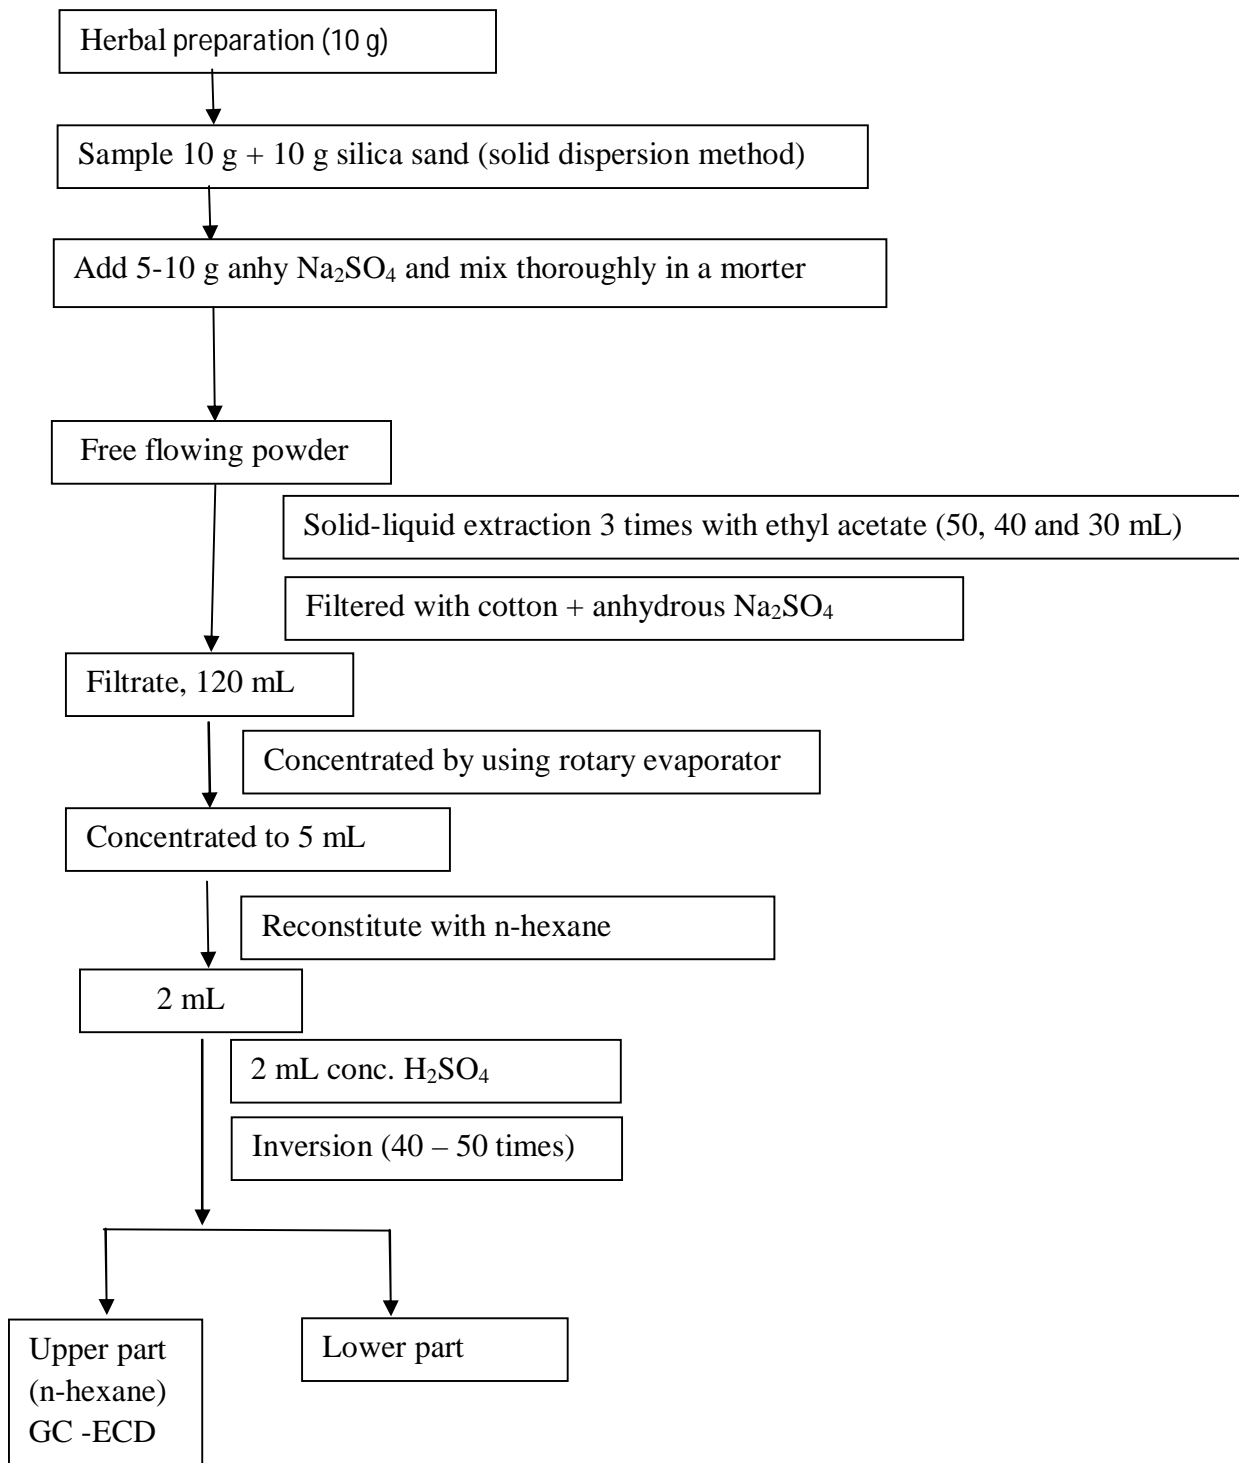 Herbal preparation (10 g)
Sample 10 g + 10 g silica sand (solid dispersion method)
Add 5-10 g anhy Na₂SO₄ and mix thoroughly in a morter
Free flowing powder
Solid-liquid extraction 3 times with ethyl acetate (50, 40 and 30 mL)
Filtered with cotton + anhydrous Na₂SO₄
Filtrate, 120 mL
Concentrated by using rotary evaporator
Concentrated to 5 mL
Reconstitute with n-hexane
2 mL
2 mL conc. H₂SO₄
Inversion (40 – 50 times)
Upper part
(n-hexane)
GC -ECD
Lower part